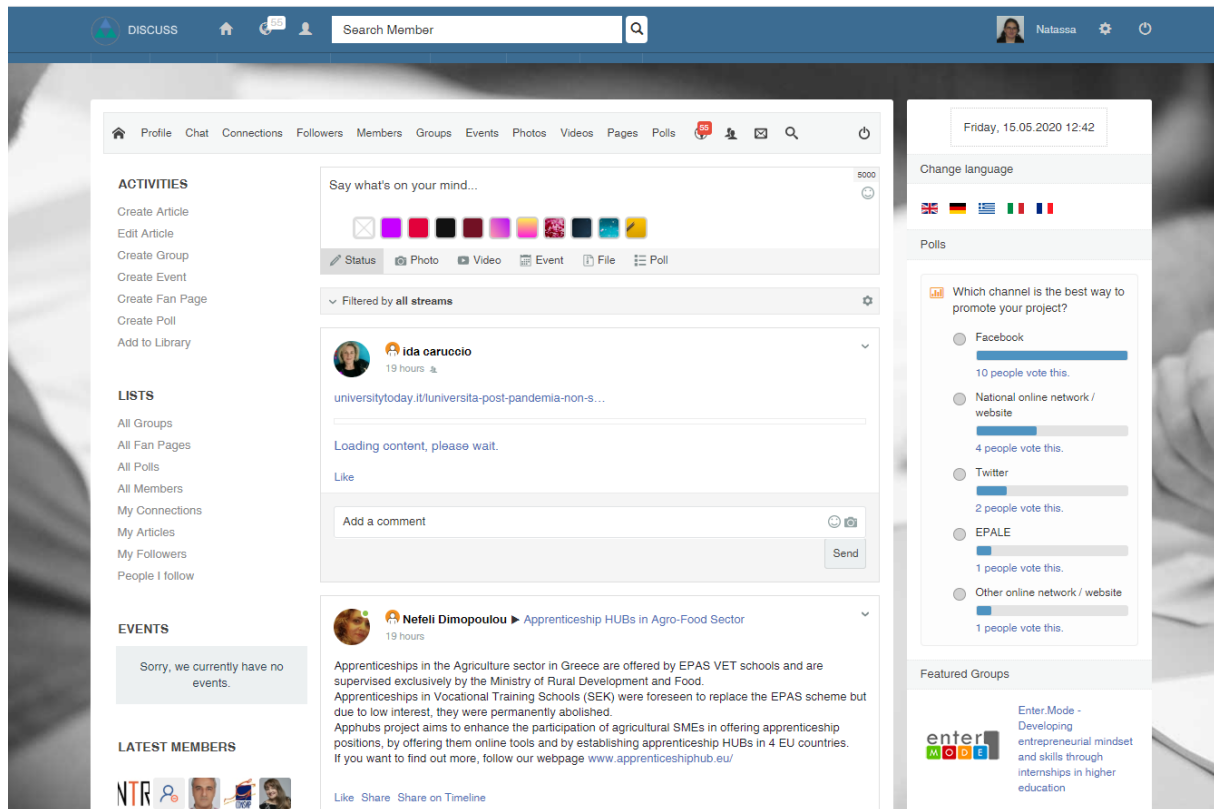 DISCUSS
55
Search Member
Natassa
Profile Chat Connections Followers Members Groups Events Photos Videos Pages Polls 55
ACTIVITIES
Create Article
Edit Article
Create Group
Create Event
Create Fan Page
Create Poll
Add to Library
LISTS
All Groups
All Fan Pages
All Polls
All Members
My Connections
My Articles
My Followers
People I follow
EVENTS
Sorry, we currently have no
events.
LATEST MEMBERS
NTR
Say what's on your mind...
5000
Status Photo Video Event File Poll
Filtered by all streams
ida caruccio
19 hours
universitytoday.it/luniversita-post-pandemia-non-s…
Loading content, please wait.
Like
Add a comment
Send
Nefeli Dimopoulou ▶ Apprenticeship HUBs in Agro-Food Sector
19 hours
Apprenticeships in the Agriculture sector in Greece are offered by EPAS VET schools and are
supervised exclusively by the Ministry of Rural Development and Food.
Apprenticeships in Vocational Training Schools (SEK) were foreseen to replace the EPAS scheme but
due to low interest, they were permanently abolished.
Apphubs project aims to enhance the participation of agricultural SMEs in offering apprenticeship
positions, by offering them online tools and by establishing apprenticeship HUBs in 4 EU countries.
If you want to find out more, follow our webpage www.apprenticeshiphub.eu/
Like Share Share on Timeline
Friday, 15.05.2020 12:42
Change language
Polls
Which channel is the best way to
promote your project?
Facebook
10 people vote this.
National online network /
website
4 people vote this.
Twitter
2 people vote this.
EPALE
1 people vote this.
Other online network / website
1 people vote this.
Featured Groups
enter
MODE
Enter.Mode -
Developing
entrepreneurial mindset
and skills through
internships in higher
education